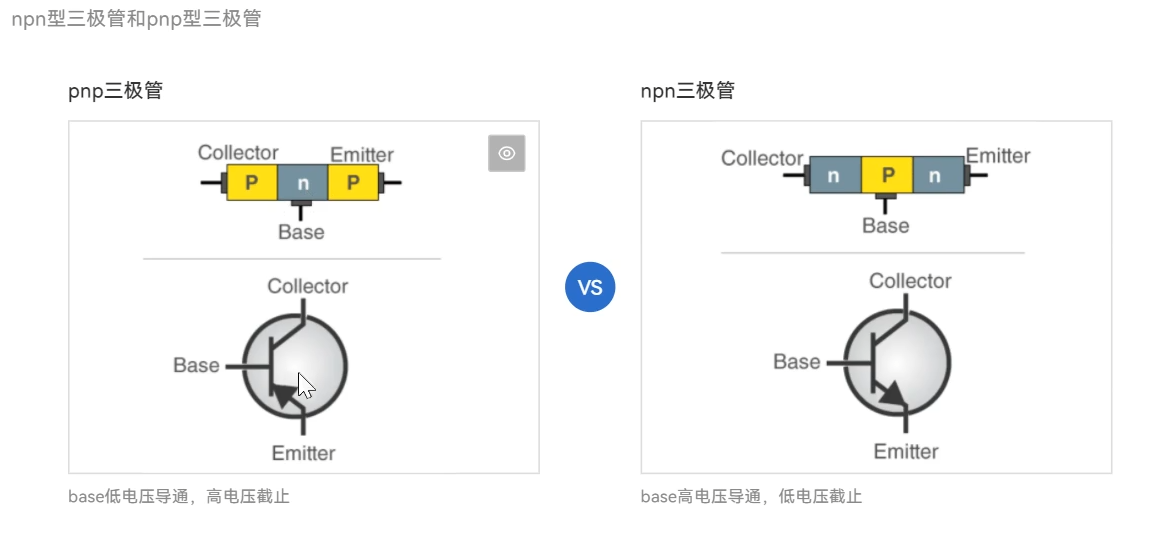 npn型三极管和pnp型三极管
pnp三极管
Collector
Emitter
P
n
P
Base
Collector
Base
Emitter
base低电压导通，高电压截止
VS
npn三极管
Collector
Emitter
n
P
n
Base
Collector
Base
Emitter
base高电压导通，低电压截止